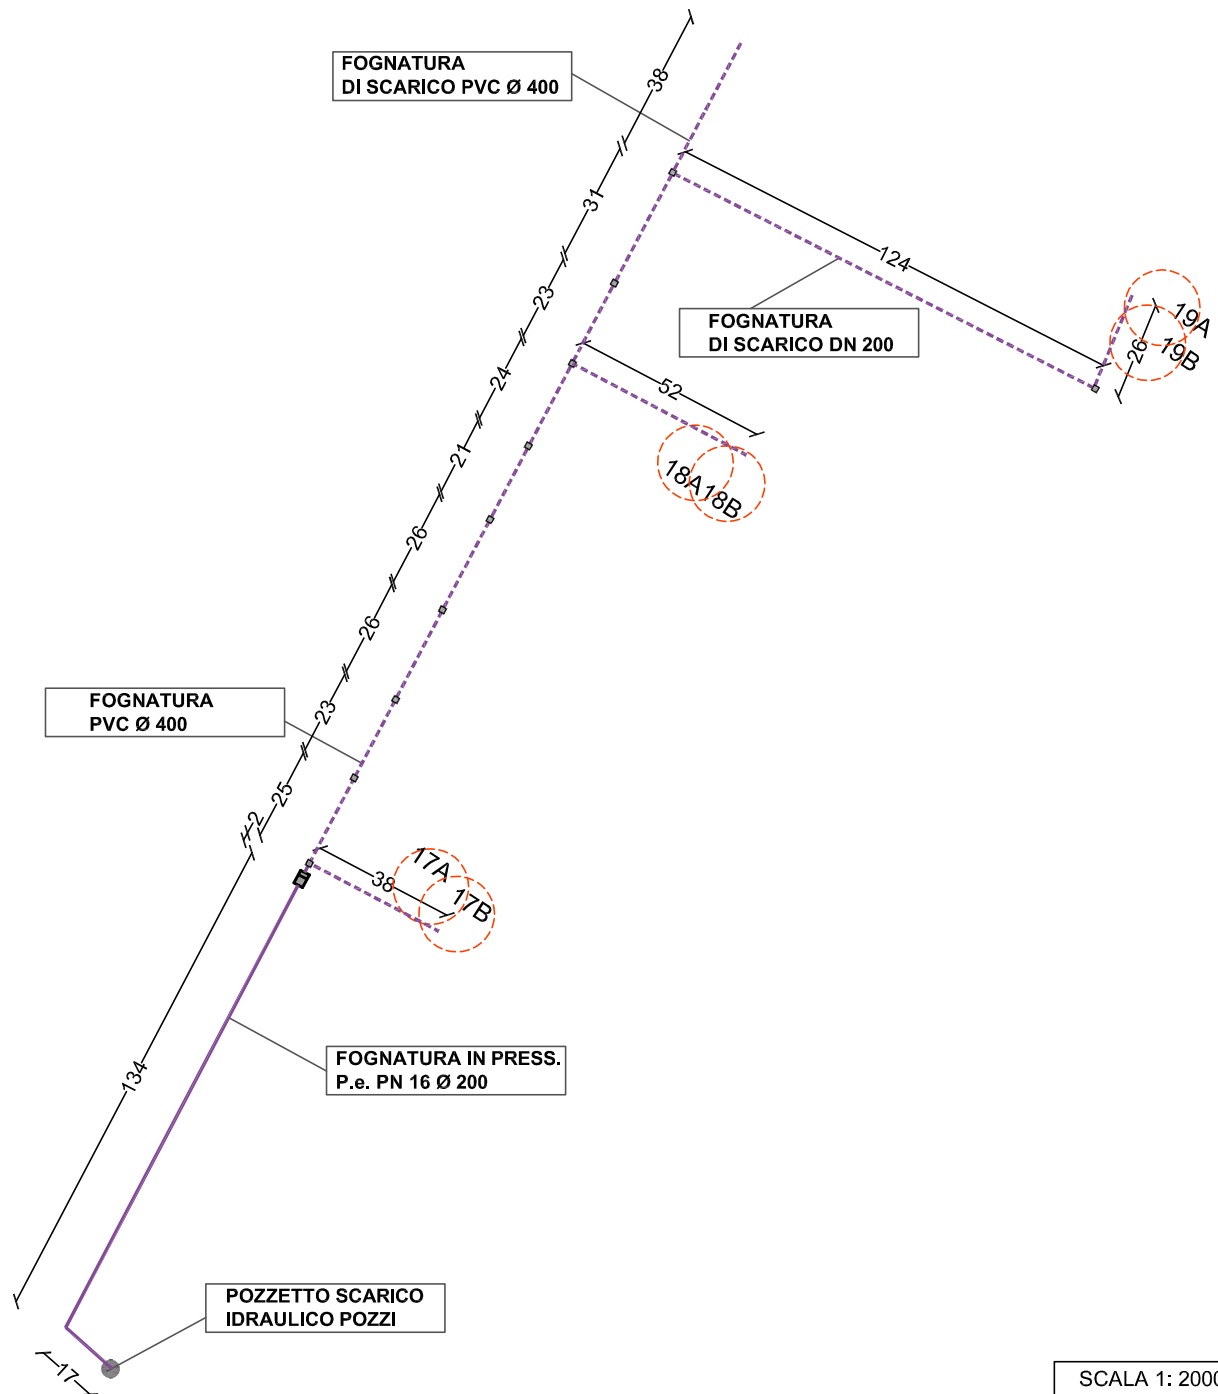 FOGNATURA
DI SCARICO PVC Ø 400
38
31
124
23
FOGNATURA
DI SCARICO DN 200
19A
19B
26
24
52
21
18A
18B
26
26
FOGNATURA
PVC Ø 400
23
25
2
17A
38
17B
134
FOGNATURA IN PRESS.
P.e. PN 16 Ø 200
POZZETTO SCARICO
IDRAULICO POZZI
17
SCALA 1: 2000